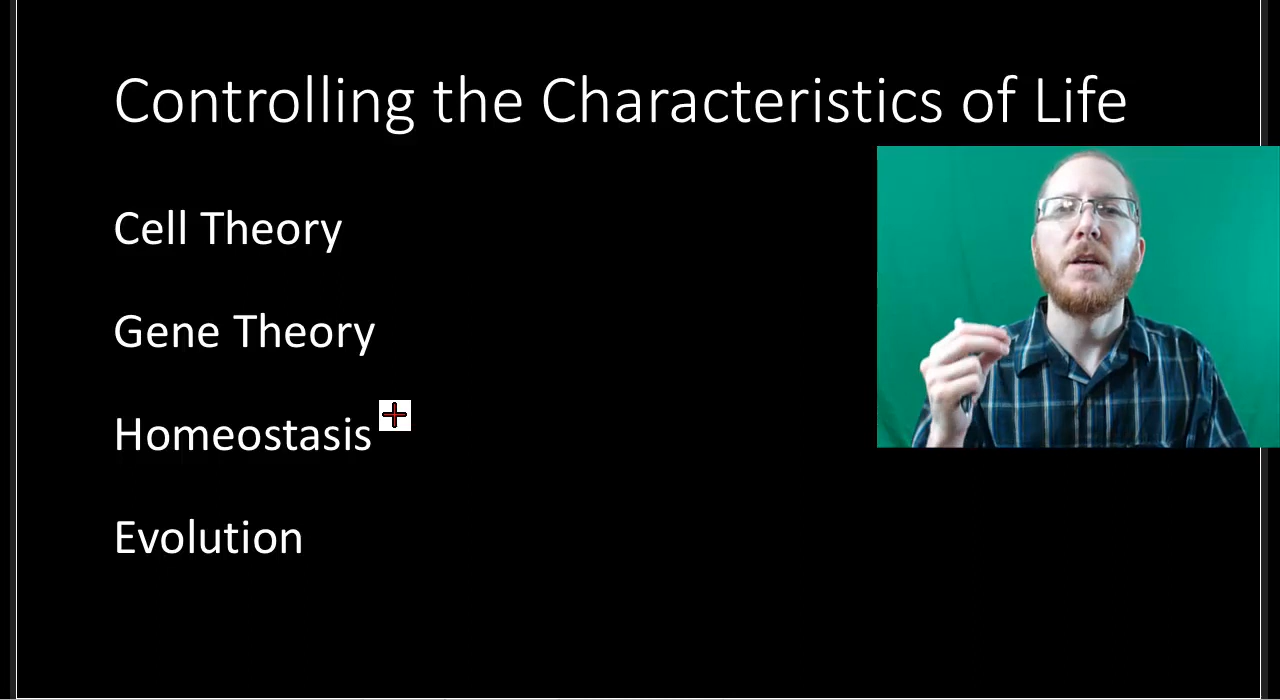 Controlling the Characteristics of Life
Cell Theory
Gene Theory
Homeostasis
Evolution